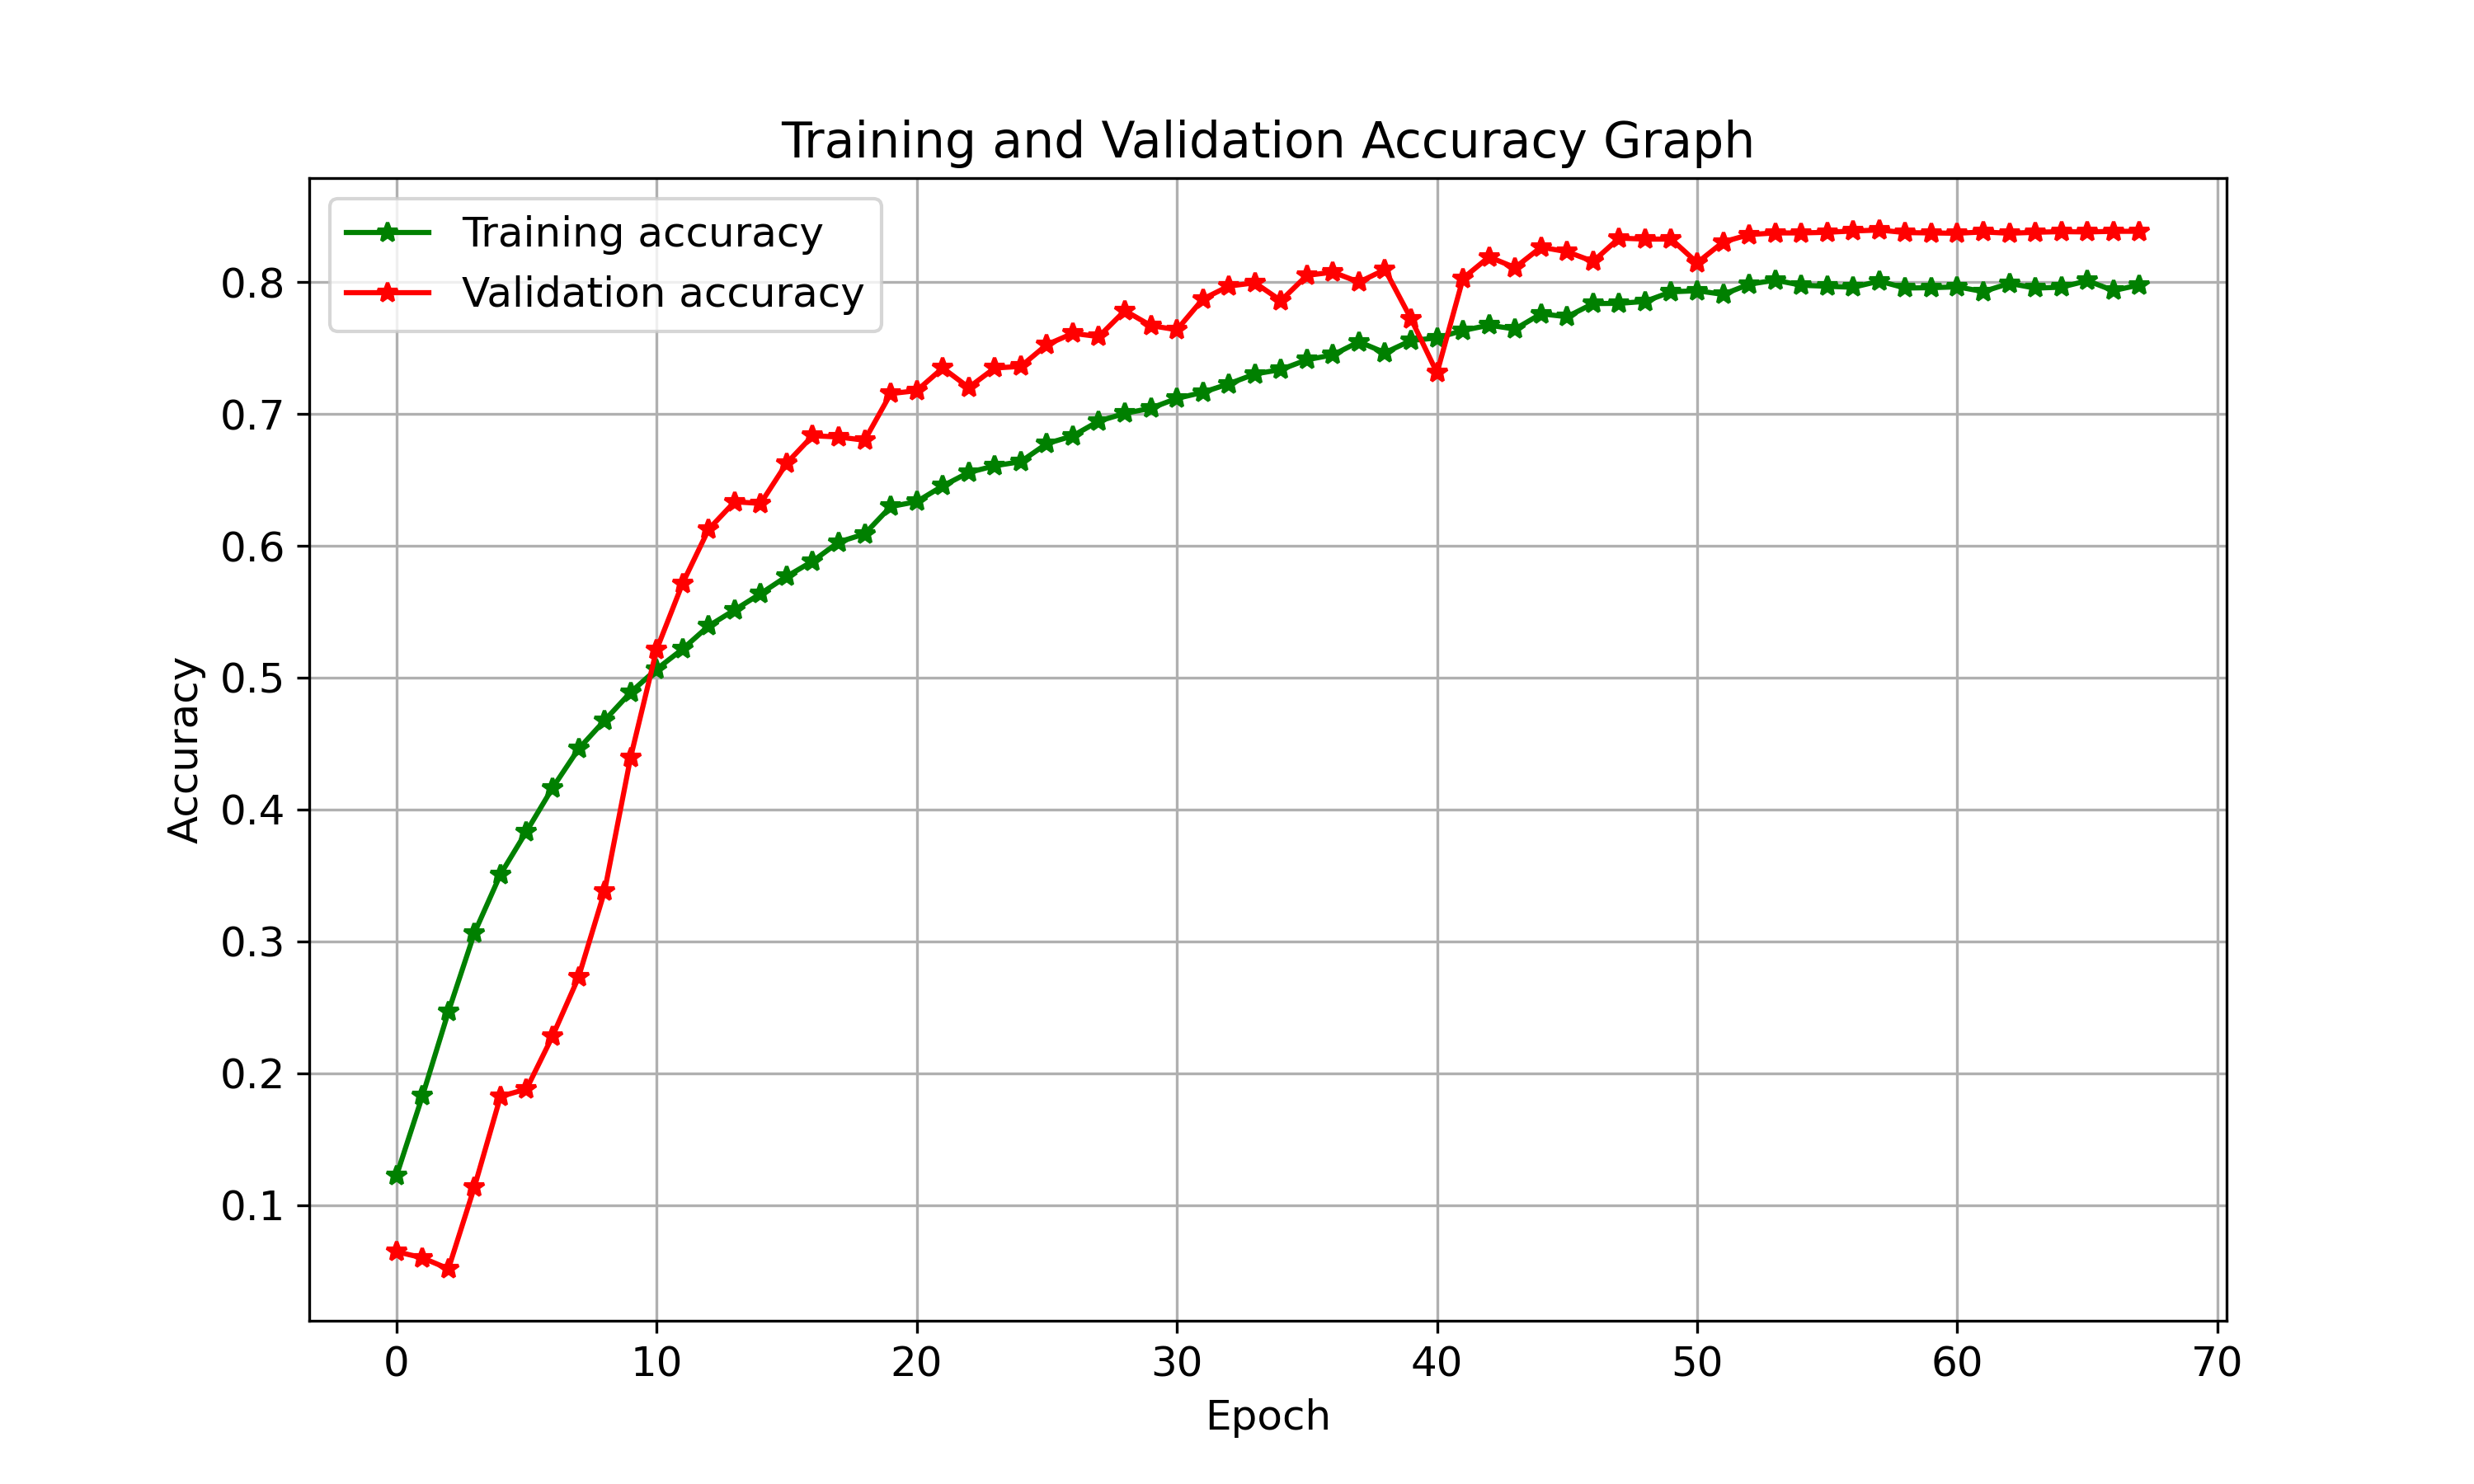 Training and Validation Accuracy Graph
Training accuracy
Validation accuracy
Accuracy
0.8
0.7
0.6
0.5
0.4
0.3
0.2
0.1
0 10 20 30 40 50 60 70
Epoch